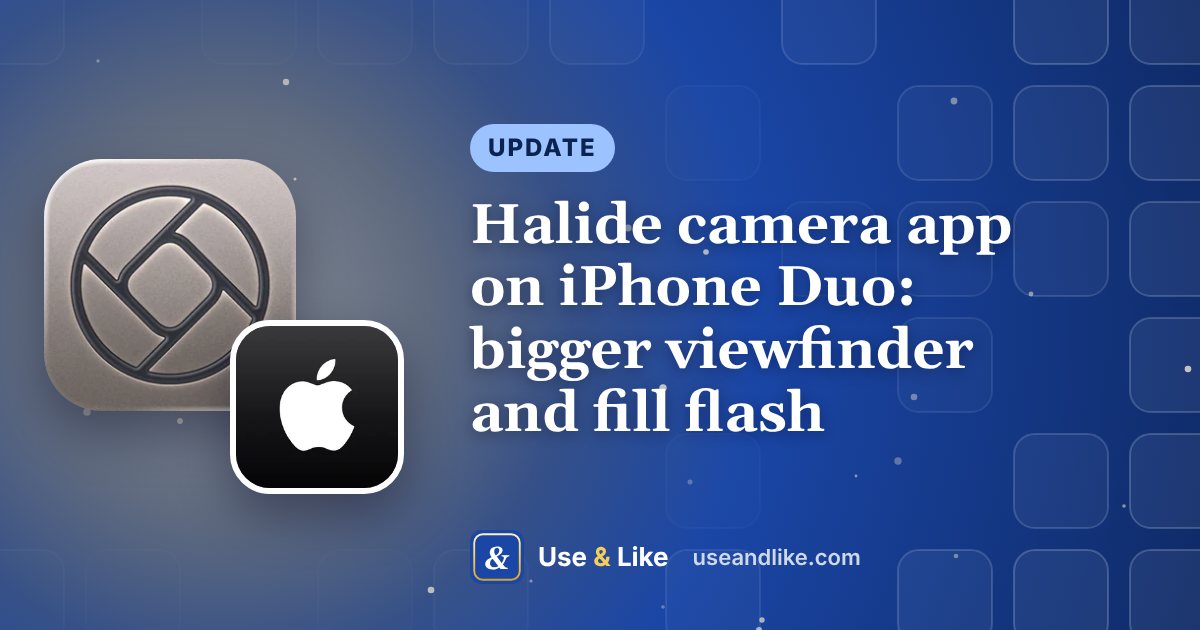 UPDATE
Halide camera app
on iPhone Duo:
bigger viewfinder
and fill flash
& Use & Like useandlike.com